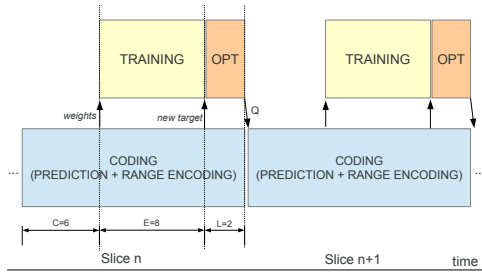 TRAINING OPT TRAINING OPT
weights new target Q
CODING
(PREDICTION + RANGE ENCODING)
CODING
(PREDICTION + RANGE ENCODING)
... ...
C=6 E=8 L=2
Slice n Slice n+1 time